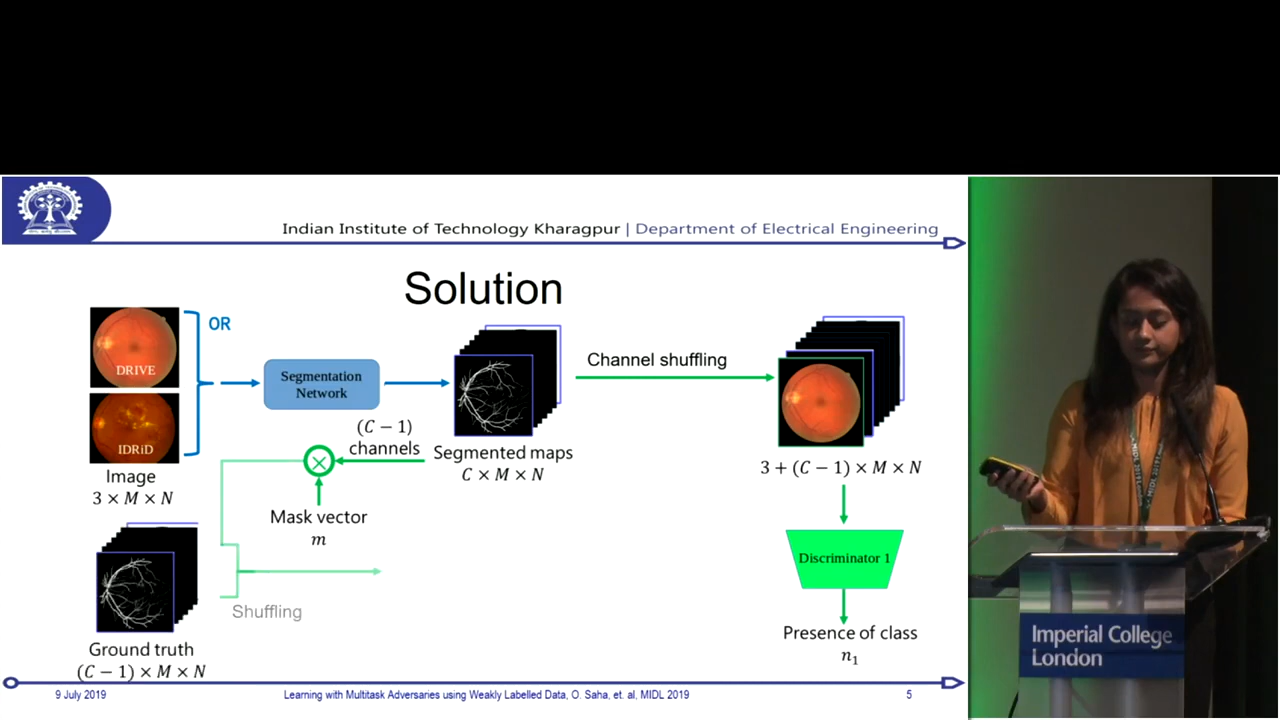 Indian Institute of Technology Kharagpur | Department of Electrical Engineering
Solution
OR
DRIVE
IDRiD
Image
3 × M × N
Segmentation
Network
(C − 1)
channels
Segmented maps
C × M × N
Channel shuffling
3 + (C − 1) × M × N
Mask vector
m
Discriminator 1
Presence of class
n₁
Shuffling
Ground truth
(C − 1) × M × N
9 July 2019
Learning with Multitask Adversaries using Weakly Labelled Data, O. Saha, et. al, MIDL 2019
5
MIDL 2019
Imperial College
London